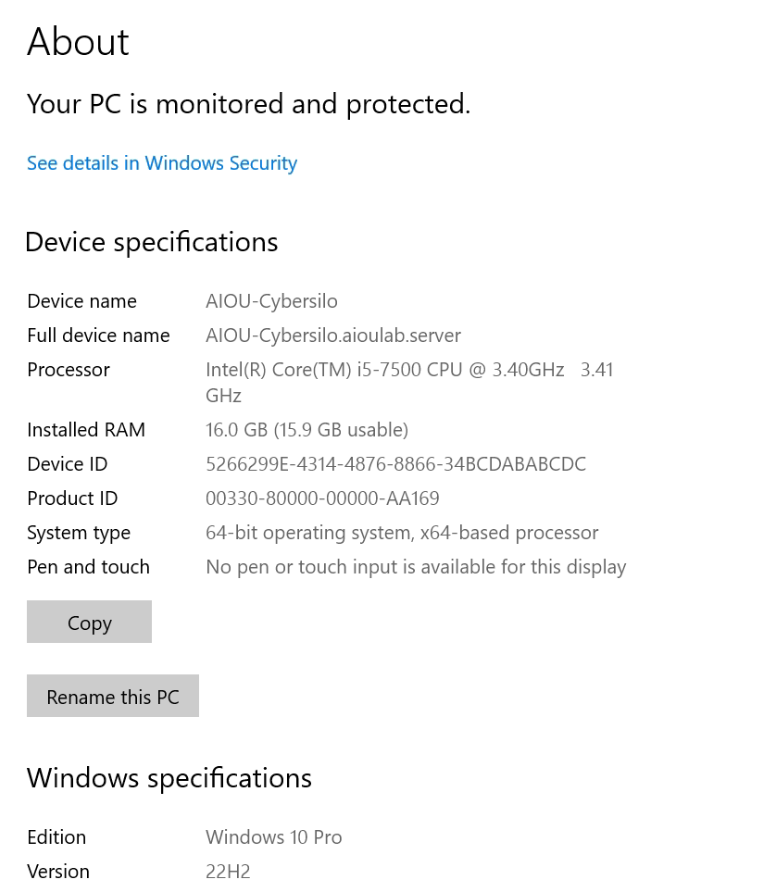 About
Your PC is monitored and protected.
See details in Windows Security
Device specifications
Device name AIOU-Cybersilo
Full device name AIOU-Cybersilo.aioulab.server
Processor Intel(R) Core(TM) i5-7500 CPU @ 3.40GHz 3.41
GHz
Installed RAM 16.0 GB (15.9 GB usable)
Device ID 5266299E-4314-4876-8866-34BCDABABCDC
Product ID 00330-80000-00000-AA169
System type 64-bit operating system, x64-based processor
Pen and touch No pen or touch input is available for this display
Copy
Rename this PC
Windows specifications
Edition Windows 10 Pro
Version 22H2